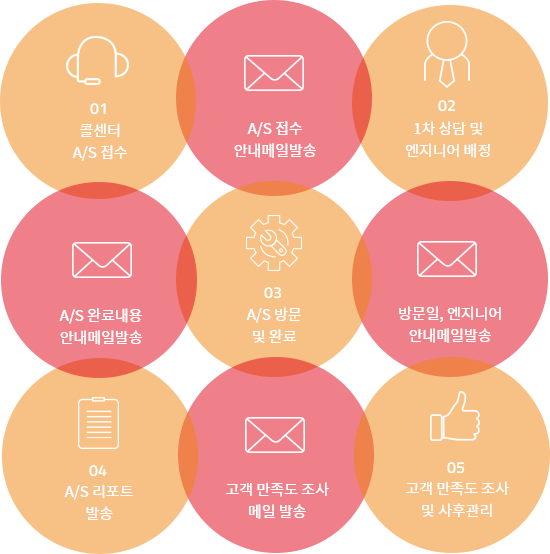 01
콜센터
A/S 접수
A/S 접수
안내메일발송
02
1차 상담 및
엔지니어 배정
A/S 완료내용
안내메일발송
03
A/S 방문
및 완료
방문일, 엔지니어
안내메일발송
04
A/S 리포트
발송
고객 만족도 조사
메일 발송
05
고객 만족도 조사
및 사후관리